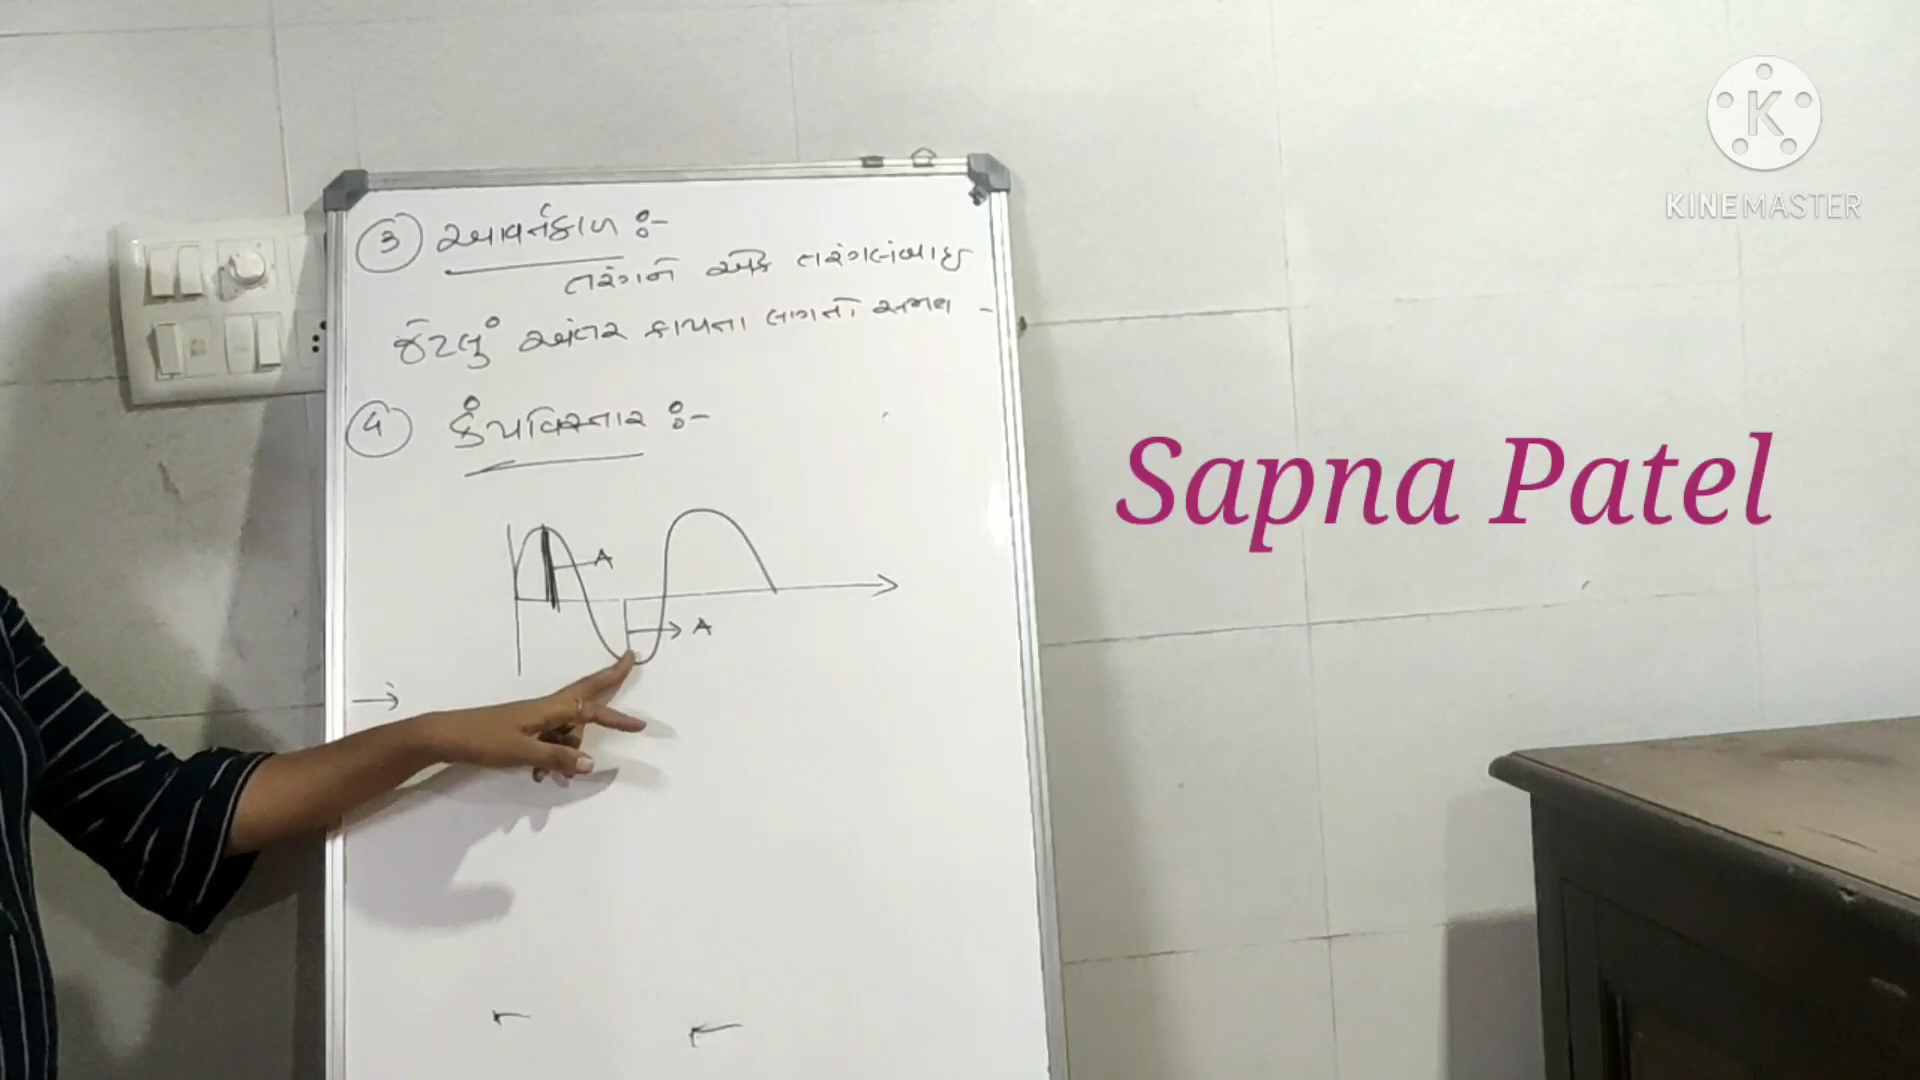 ③ આવર્તકાળ :-
તરંગને એક તરંગલંબાઇ
જેટલું અંતર કાપતા લાગતો સમય -
④ કંપવિસ્તાર :-
A
A
K
KINEMASTER
Sapna Patel